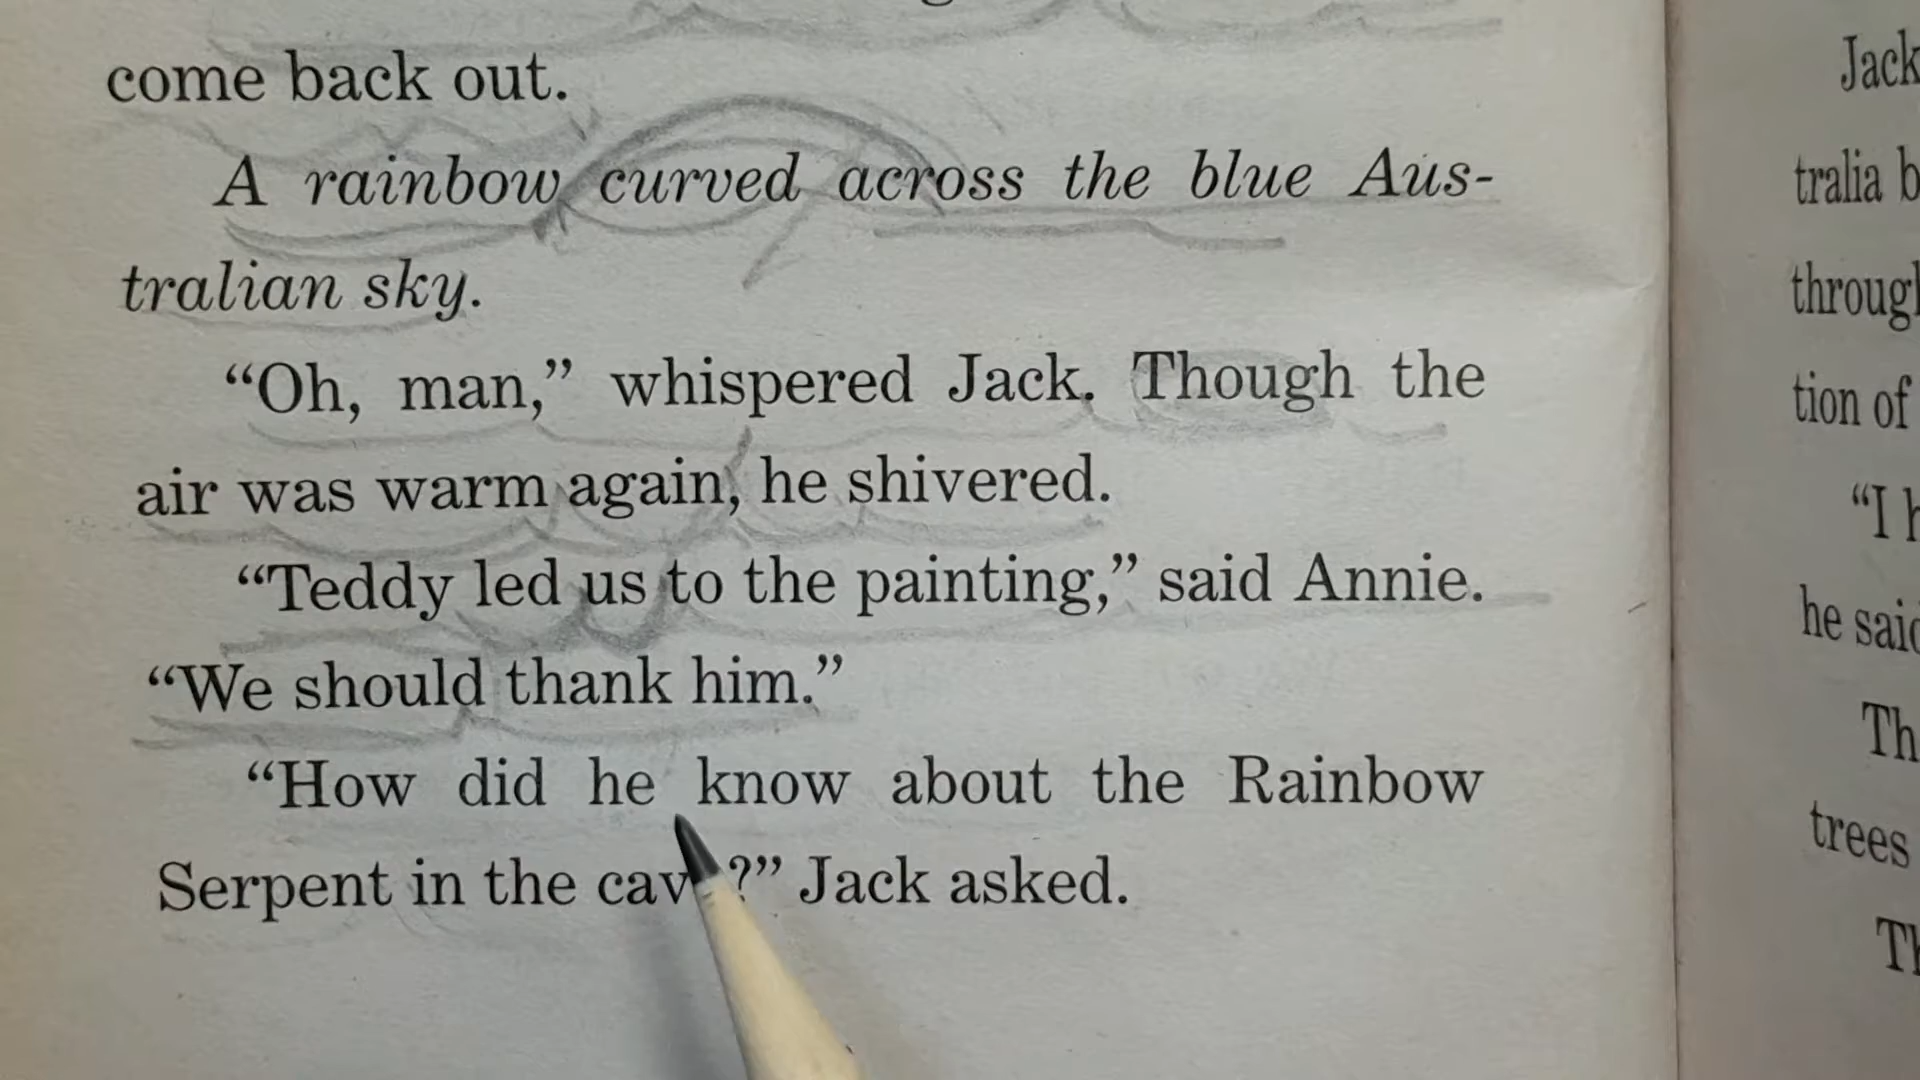 come back out.
A rainbow curved across the blue Aus-
tralian sky.
“Oh, man,” whispered Jack. Though the
air was warm again, he shivered.
“Teddy led us to the painting,” said Annie.
“We should thank him.”
“How did he know about the Rainbow
Serpent in the cav ?” Jack asked.
Jack
tralia b
throug
tion of
“I h
he said
Th
trees
Th